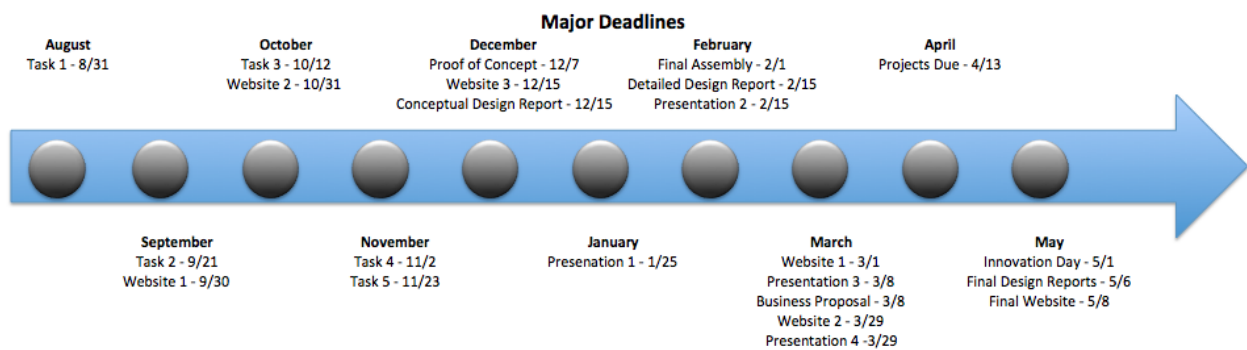 Major Deadlines
August
Task 1 - 8/31
October
Task 3 - 10/12
Website 2 - 10/31
December
Proof of Concept - 12/7
Website 3 - 12/15
Conceptual Design Report - 12/15
February
Final Assembly - 2/1
Detailed Design Report - 2/15
Presentation 2 - 2/15
April
Projects Due - 4/13
September
Task 2 - 9/21
Website 1 - 9/30
November
Task 4 - 11/2
Task 5 - 11/23
January
Presenation 1 - 1/25
March
Website 1 - 3/1
Presentation 3 - 3/8
Business Proposal - 3/8
Website 2 - 3/29
Presentation 4 -3/29
May
Innovation Day - 5/1
Final Design Reports - 5/6
Final Website - 5/8